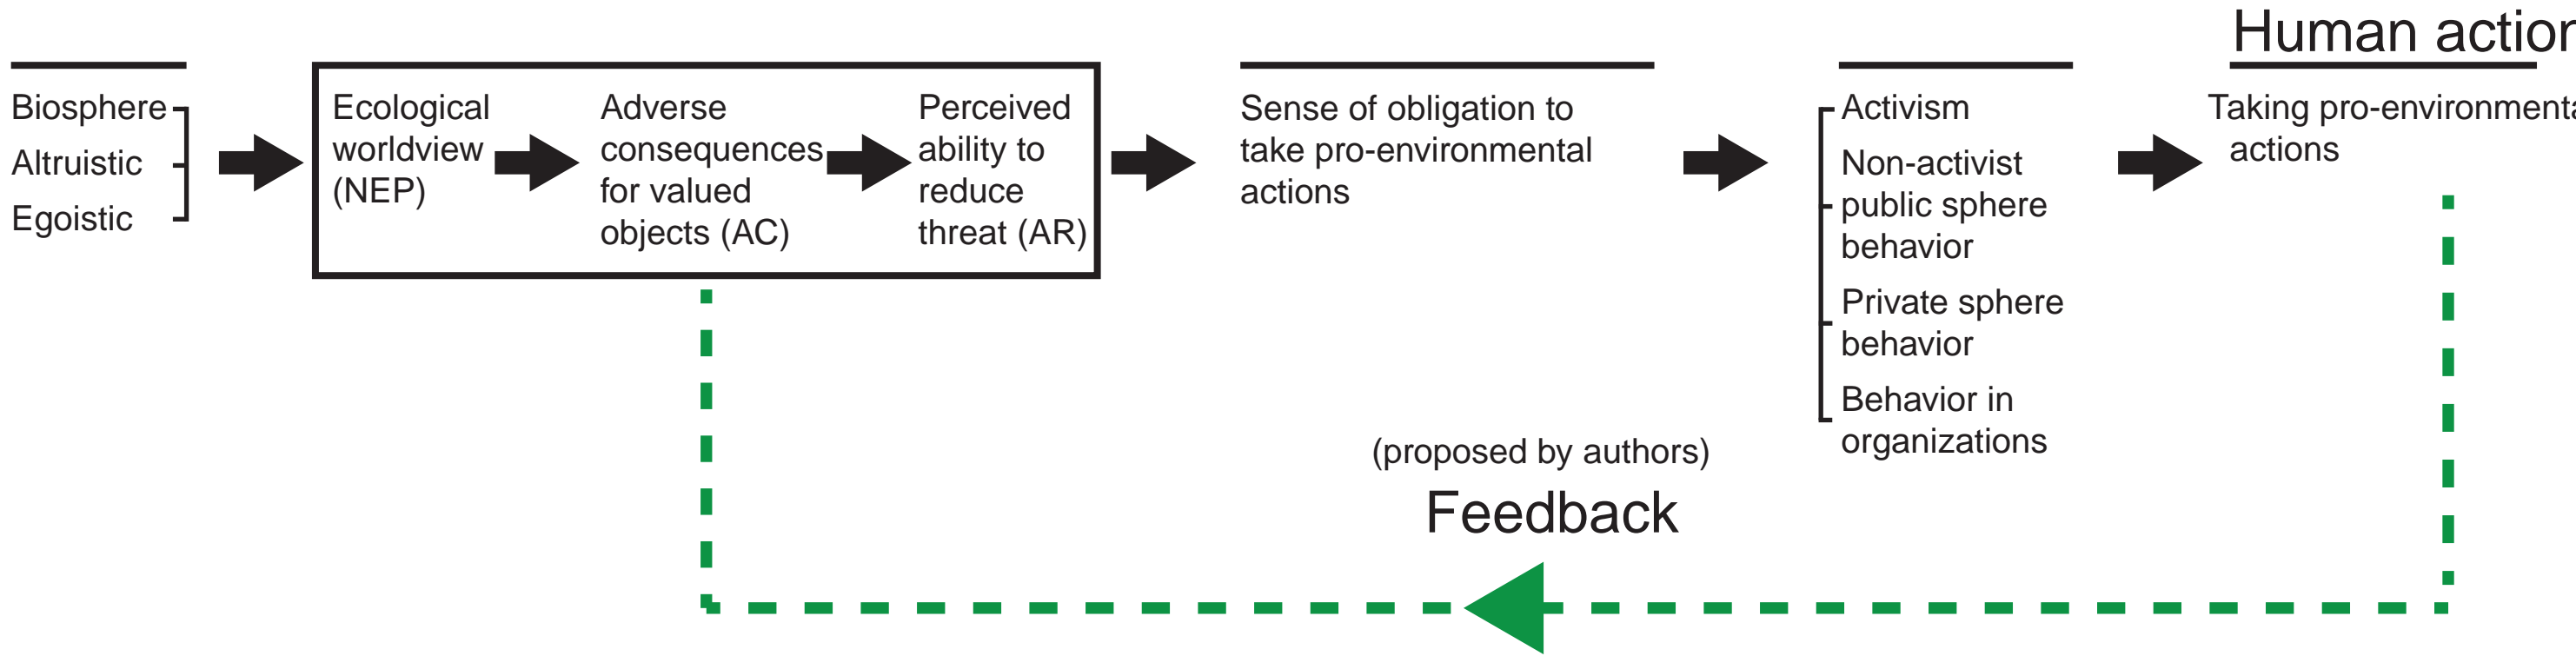 Human action
Biosphere
Altruistic
Egoistic
Ecological
worldview
(NEP)
Adverse
consequences
for valued
objects (AC)
Perceived
ability to
reduce
threat (AR)
Sense of obligation to
take pro-environmental
actions
Activism
Non-activist
public sphere
behavior
Private sphere
behavior
Behavior in
organizations
Taking pro-environmenta
actions
(proposed by authors)
Feedback